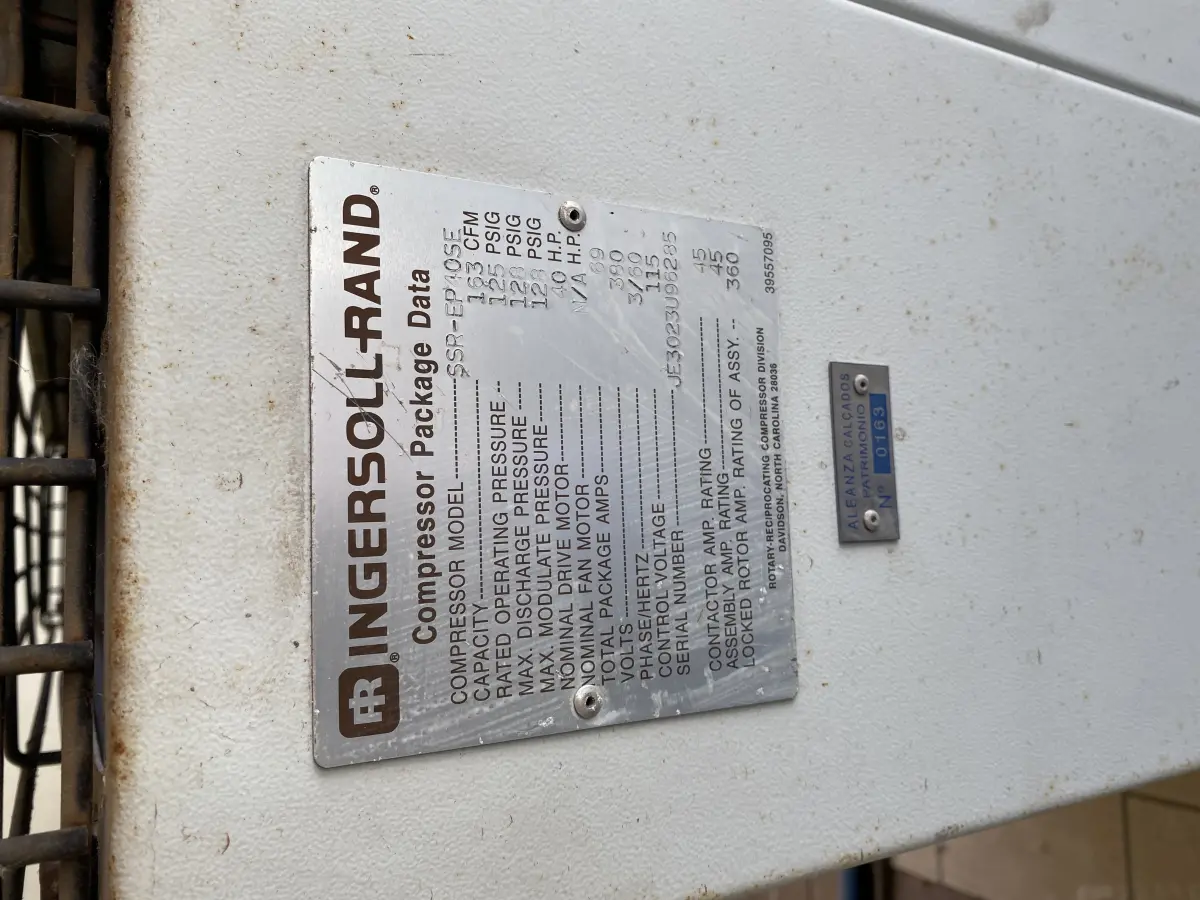 IR® INGERSOLL-RAND®
Compressor Package Data
COMPRESSOR MODEL SSR-EP40SE
CAPACITY 163 CFM
RATED OPERATING PRESSURE -- 125 PSIG
MAX. DISCHARGE PRESSURE 128 PSIG
MAX. MODULATE PRESSURE 128 PSIG
NOMINAL DRIVE MOTOR 40 H.P.
NOMINAL FAN MOTOR N/A H.P.
TOTAL PACKAGE AMPS 69
VOLTS 380
PHASE/HERTZ 3/60
CONTROL VOLTAGE 115
SERIAL NUMBER JE3023U96285
CONTACTOR AMP. RATING 45
ASSEMBLY AMP. RATING 45
LOCKED ROTOR AMP. RATING OF ASSY. -- 360
ROTARY-RECIPROCATING COMPRESSOR DIVISION
DAVIDSON, NORTH CAROLINA 28036
39557095
ALEANZA CALÇADOS
PATRIMONIO
Nº 0163